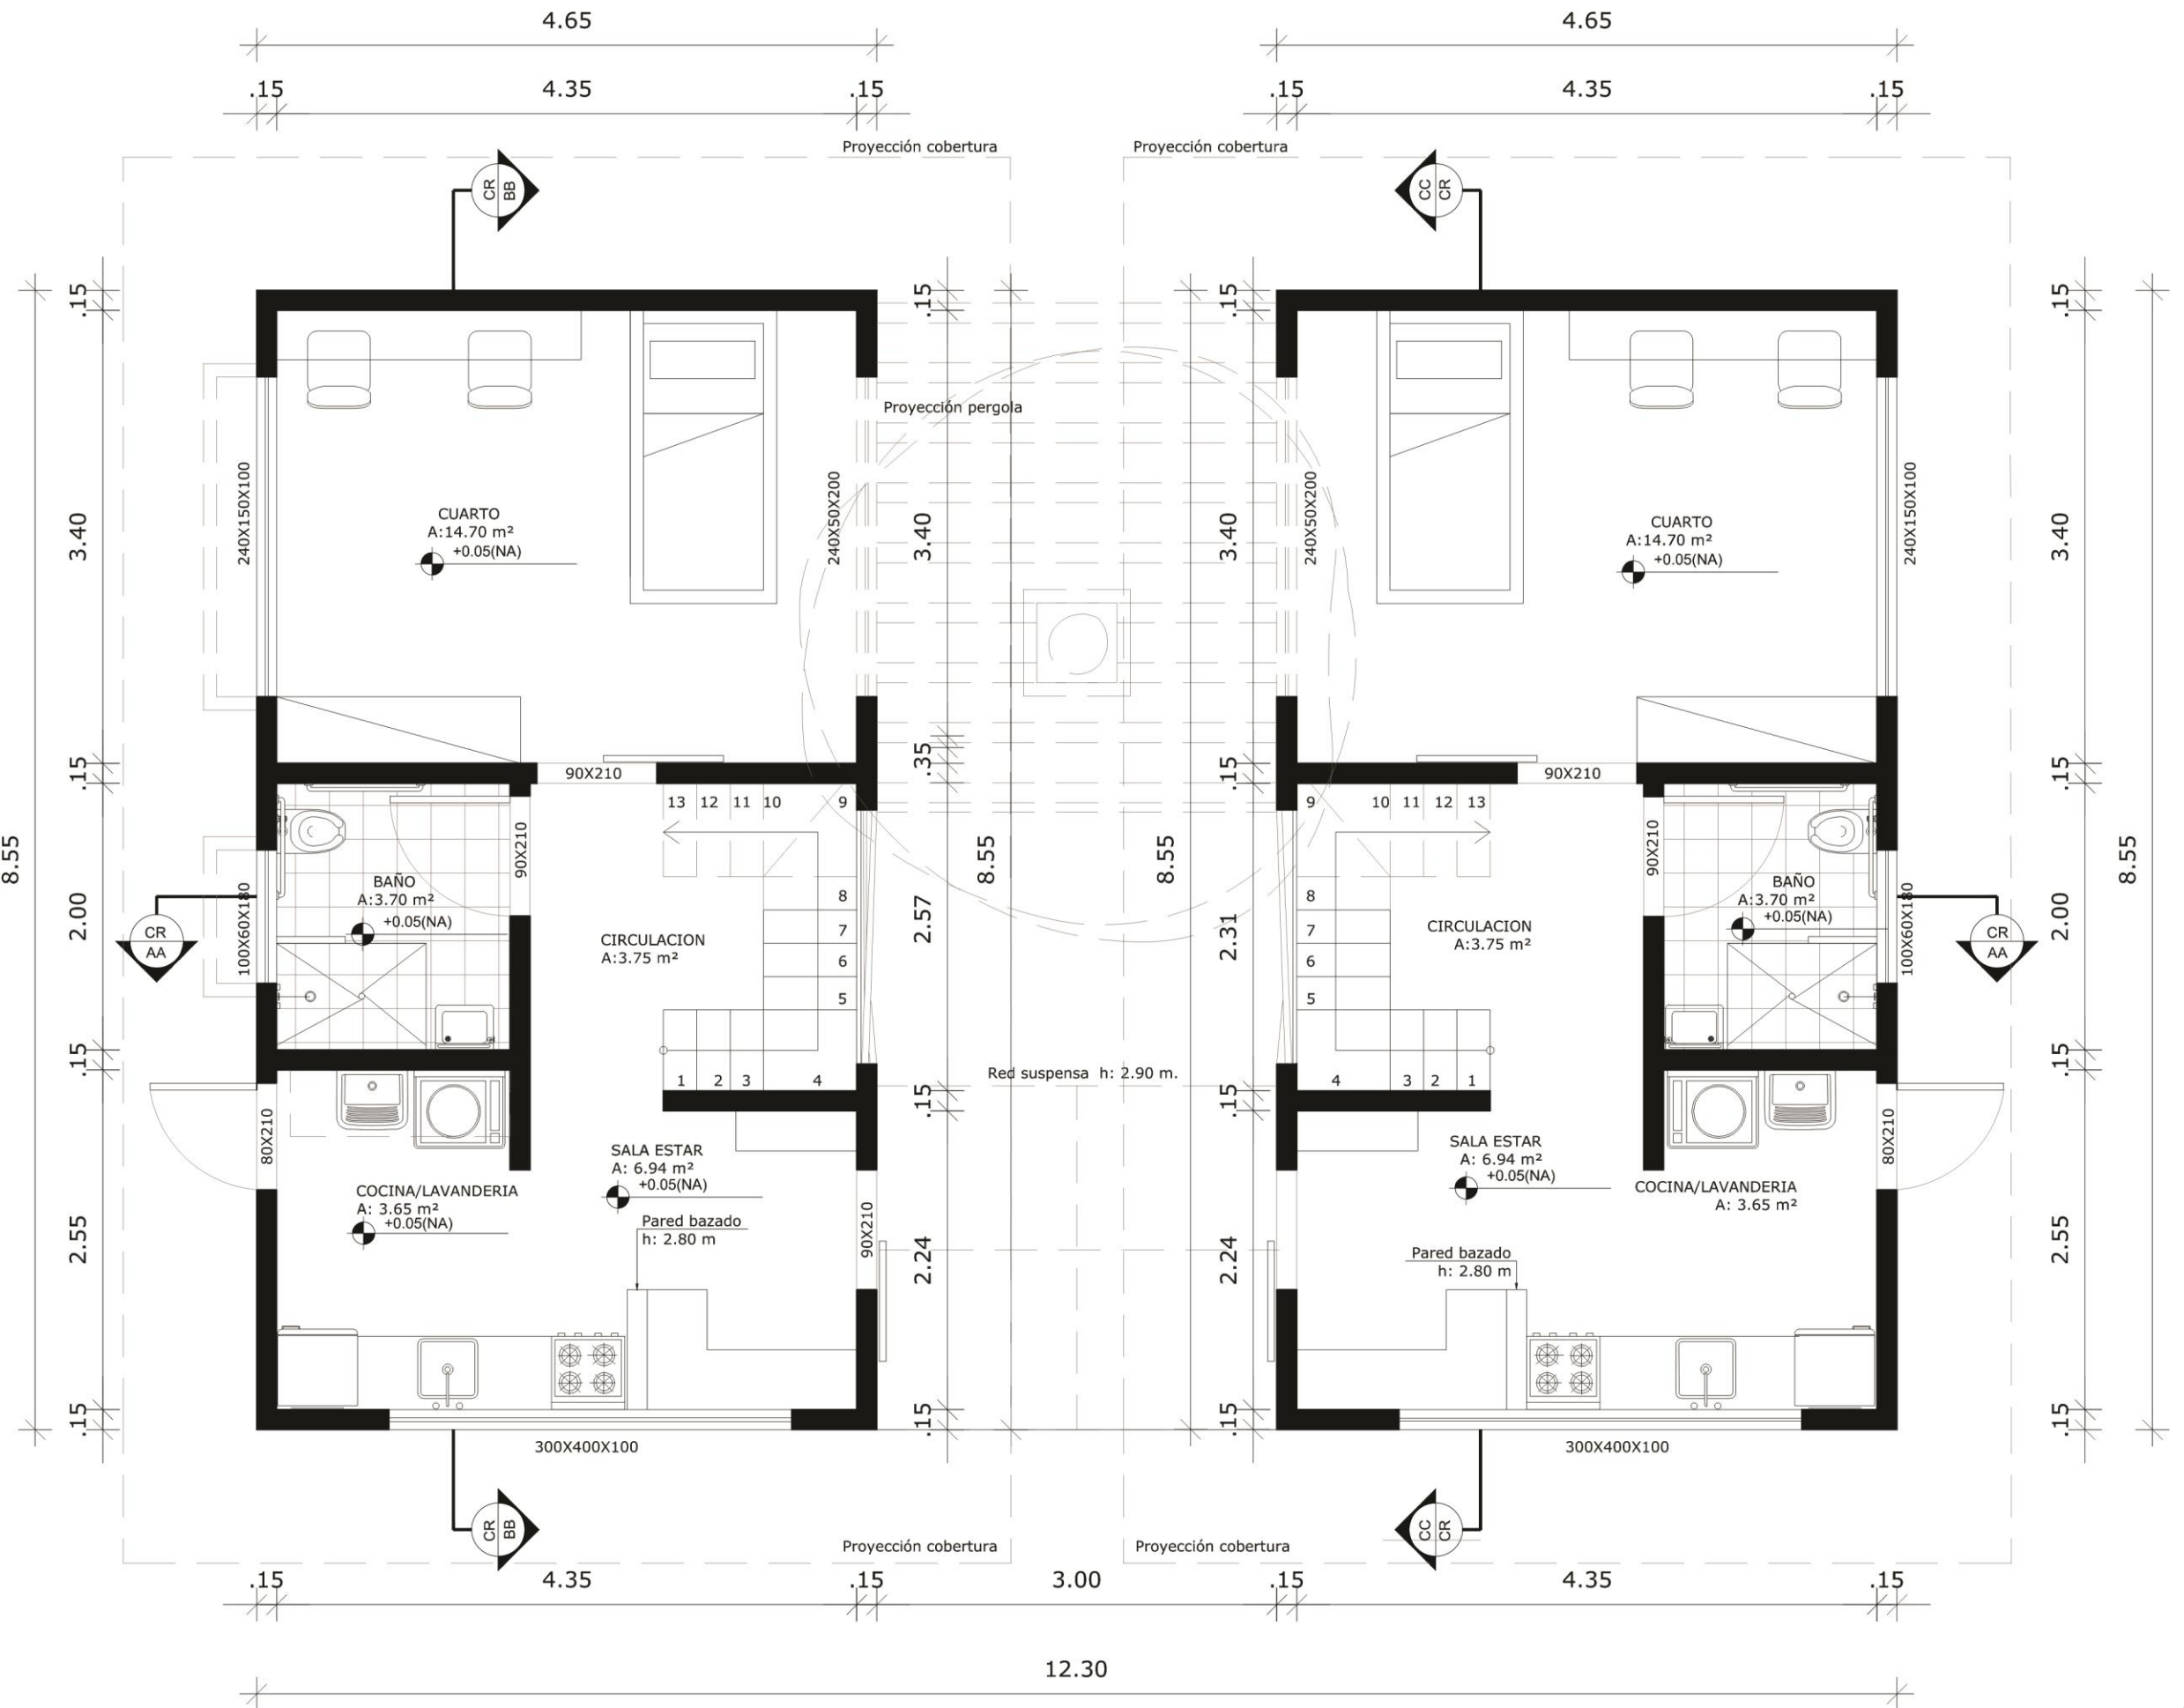 4.65
4.65
.15
4.35
.15
.15
4.35
.15
Proyección cobertura
Proyección cobertura
CR
BB
CC
CR
.15
.15
.15
.15
Proyección pergola
240X150X100
240X50X200
240X50X200
240X150X100
3.40
3.40
3.40
3.40
CUARTO
A:14.70 m²
+0.05(NA)
CUARTO
A:14.70 m²
+0.05(NA)
.15
90X210
.35
.15
90X210
.15
13 12 11 10 9
9 10 11 12 13
8.55
90X210
8.55
8.55
90X210
8.55
BAÑO
A:3.70 m²
+0.05(NA)
8
7
6
5
8
7
6
5
BAÑO
A:3.70 m²
+0.05(NA)
2.00
100X60X180
2.57
2.31
100X60X180
2.00
CR
AA
CR
AA
CIRCULACION
A:3.75 m²
CIRCULACION
A:3.75 m²
.15
.15
1 2 3 4
4 3 2 1
Red suspensa h: 2.90 m.
.15
.15
80X210
80X210
SALA ESTAR
A: 6.94 m²
+0.05(NA)
SALA ESTAR
A: 6.94 m²
+0.05(NA)
COCINA/LAVANDERIA
A: 3.65 m²
+0.05(NA)
COCINA/LAVANDERIA
A: 3.65 m²
Pared bazado
h: 2.80 m
Pared bazado
h: 2.80 m
2.55
90X210
2.24
2.24
2.55
.15
.15
.15
.15
300X400X100
300X400X100
CR
BB
CC
CR
Proyección cobertura
Proyección cobertura
.15
4.35
.15
3.00
.15
4.35
.15
12.30